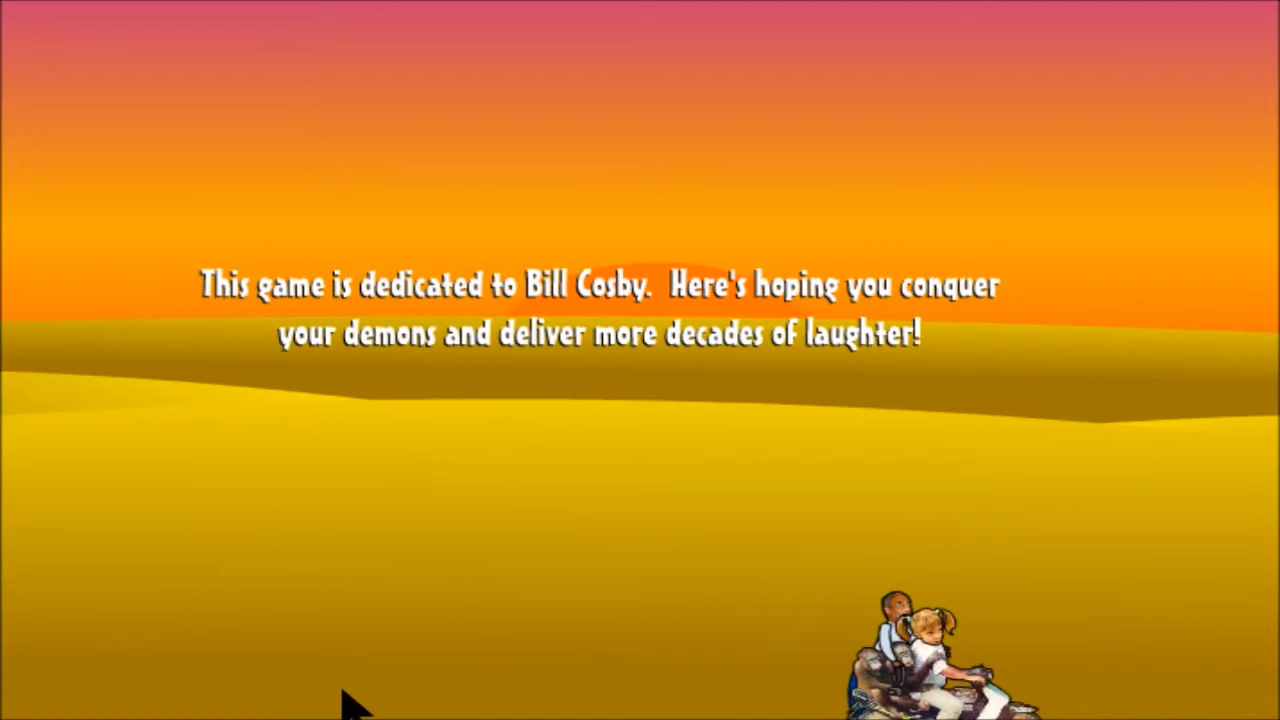 This game is dedicated to Bill Cosby.  Here's hoping you conquer
your demons and deliver more decades of laughter!